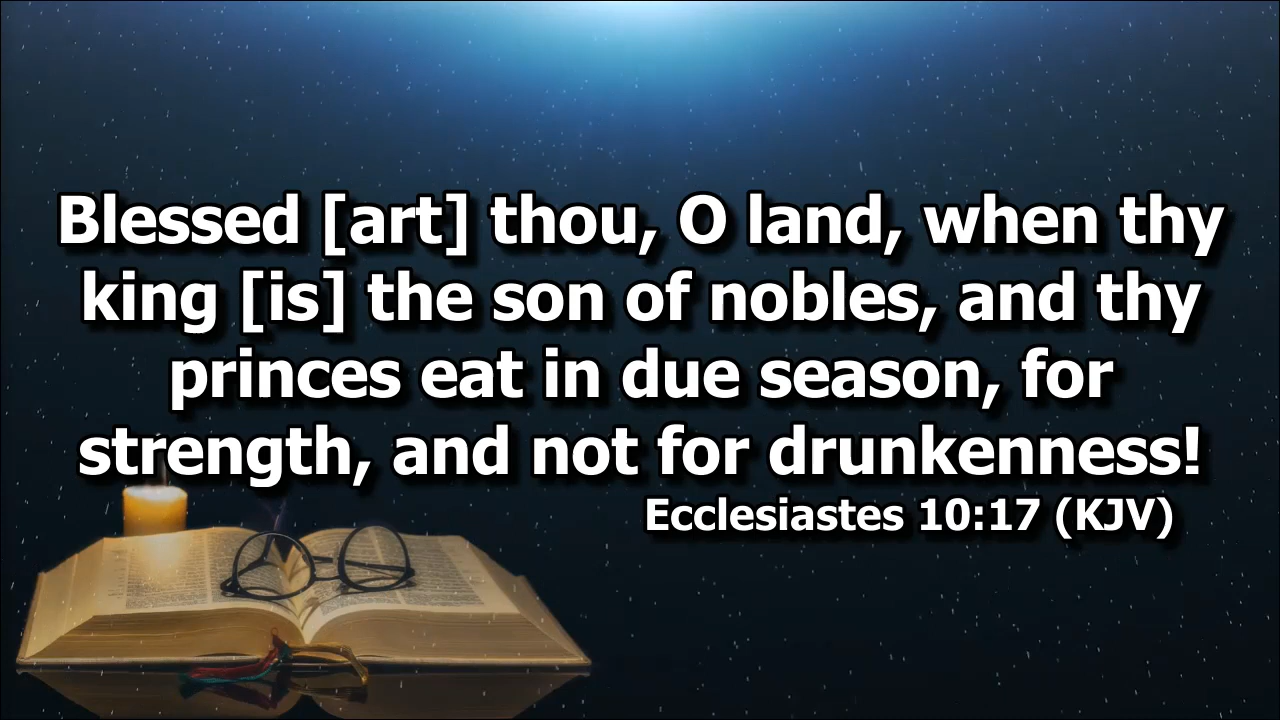 Blessed [art] thou, O land, when thy
king [is] the son of nobles, and thy
princes eat in due season, for
strength, and not for drunkenness!
Ecclesiastes 10:17 (KJV)